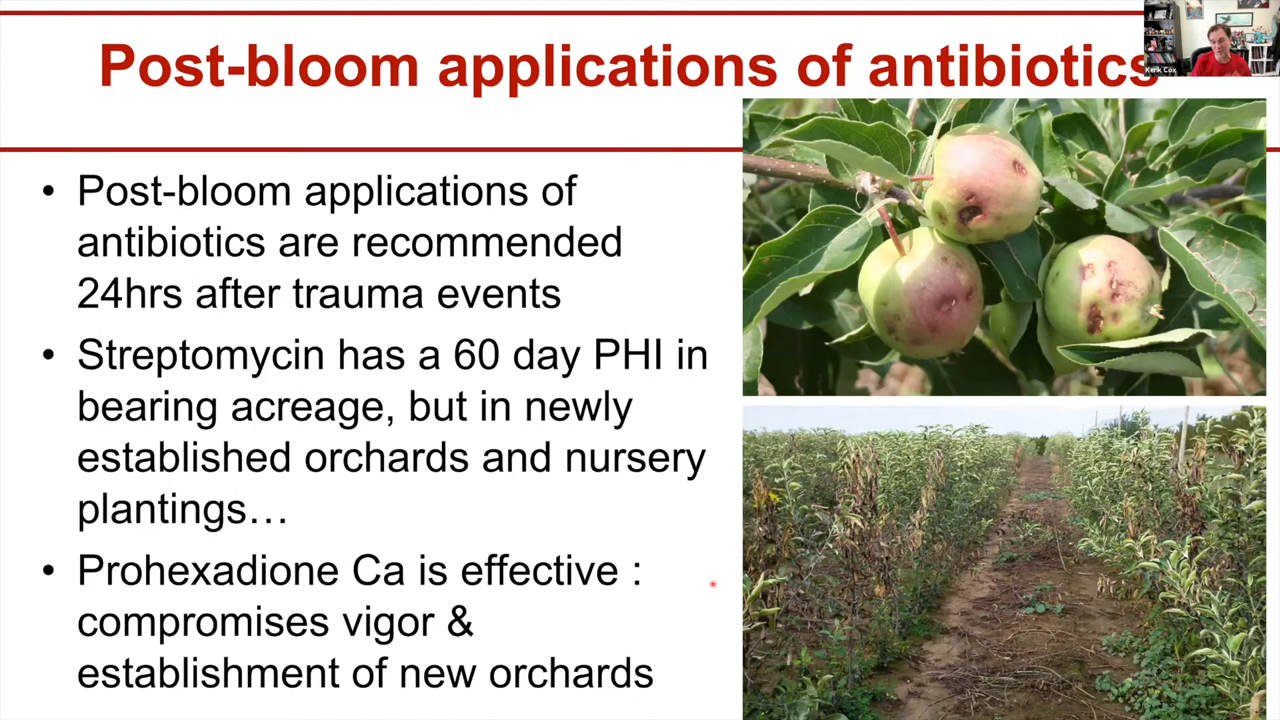 Post-bloom applications of antibiotics
Kerik Cox
• Post-bloom applications of
antibiotics are recommended
24hrs after trauma events
• Streptomycin has a 60 day PHI in
bearing acreage, but in newly
established orchards and nursery
plantings…
• Prohexadione Ca is effective :
compromises vigor &
establishment of new orchards